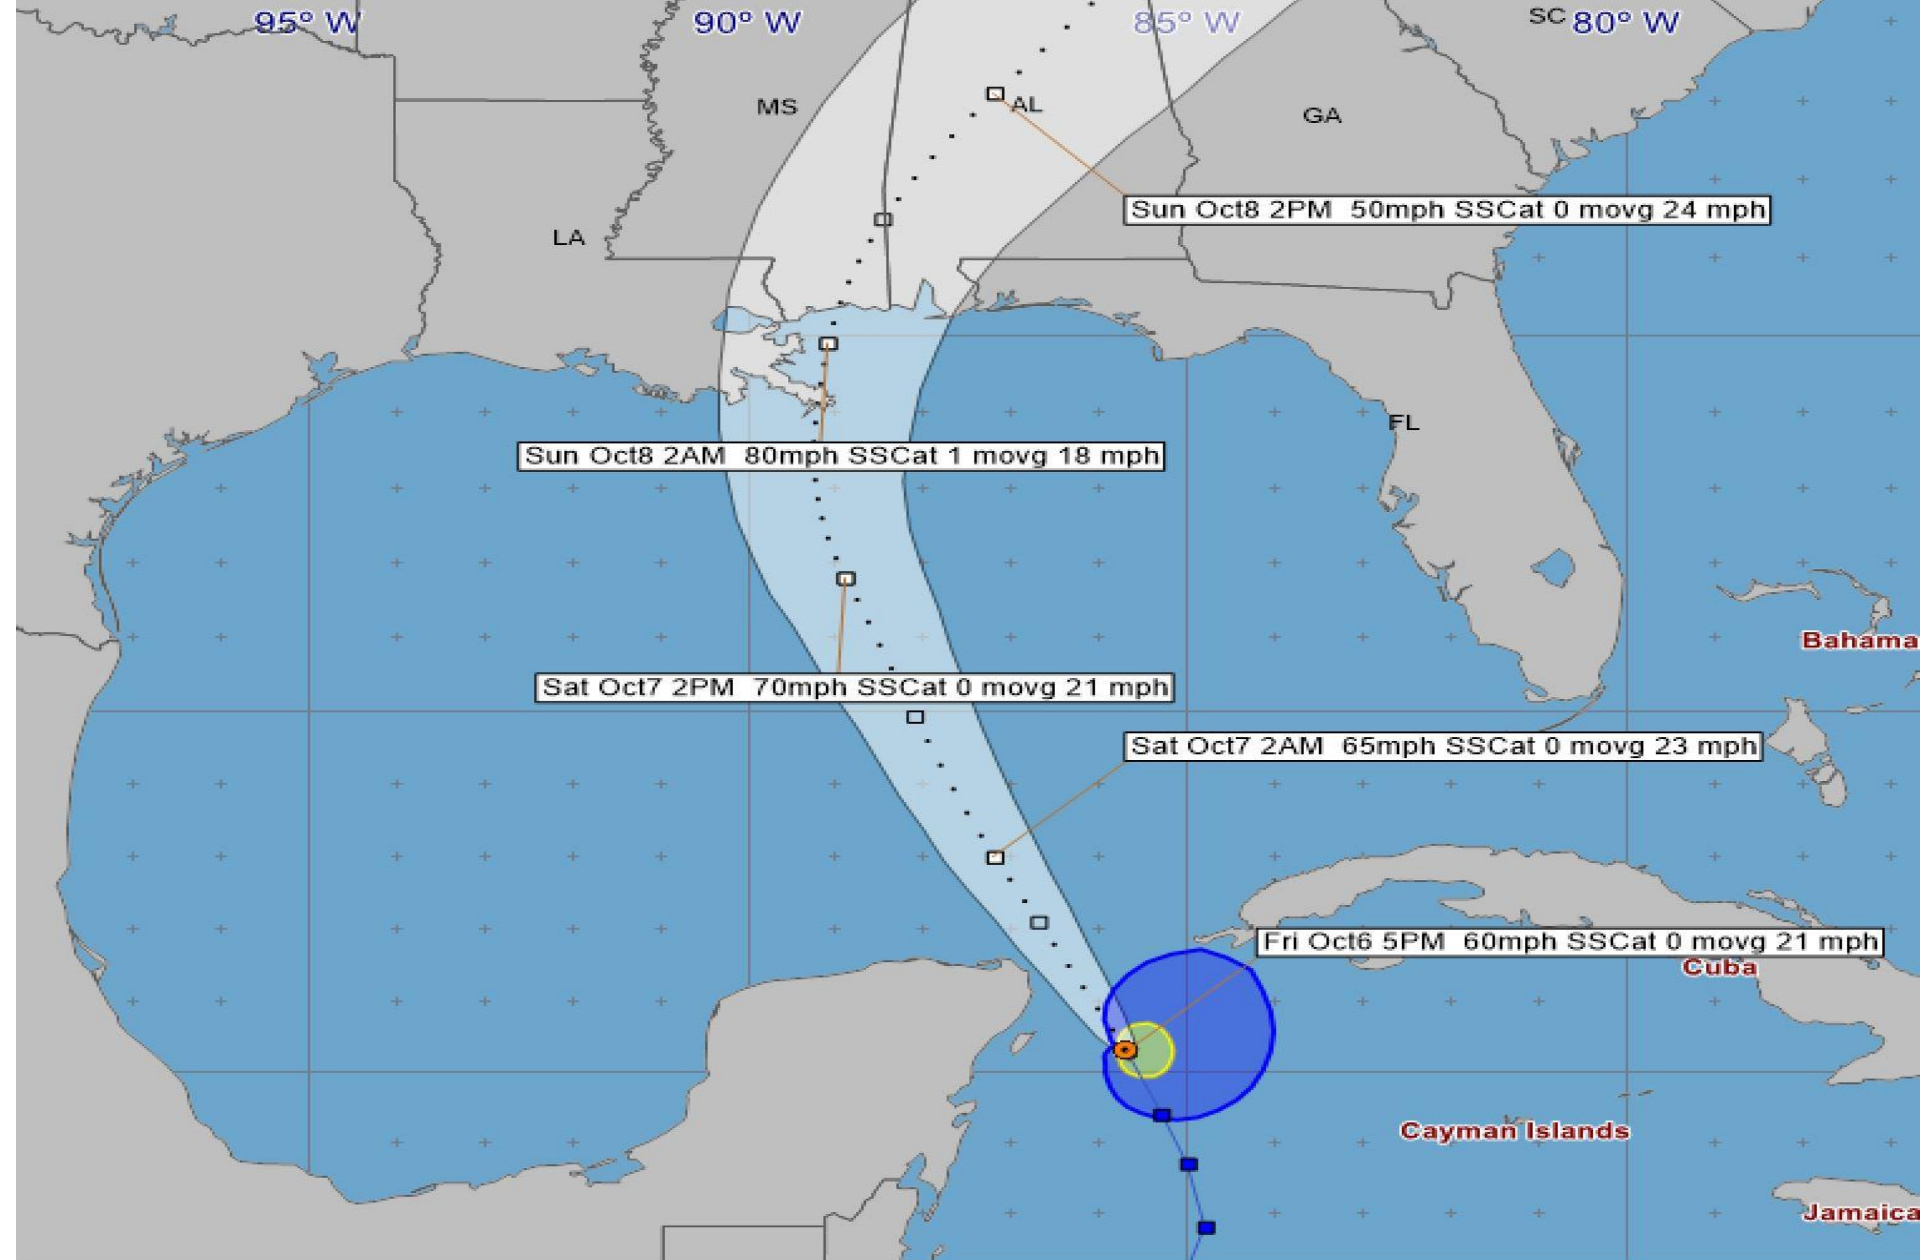 95° W
90° W
85° W
SC
80° W
MS
AL
GA
Sun Oct8 2PM 50mph SSCat 0 movg 24 mph
LA
FL
Sun Oct8 2AM 80mph SSCat 1 movg 18 mph
Bahama
Sat Oct7 2PM 70mph SSCat 0 movg 21 mph
Sat Oct7 2AM 65mph SSCat 0 movg 23 mph
Fri Oct6 5PM 60mph SSCat 0 movg 21 mph
Cuba
Cayman Islands
Jamaica